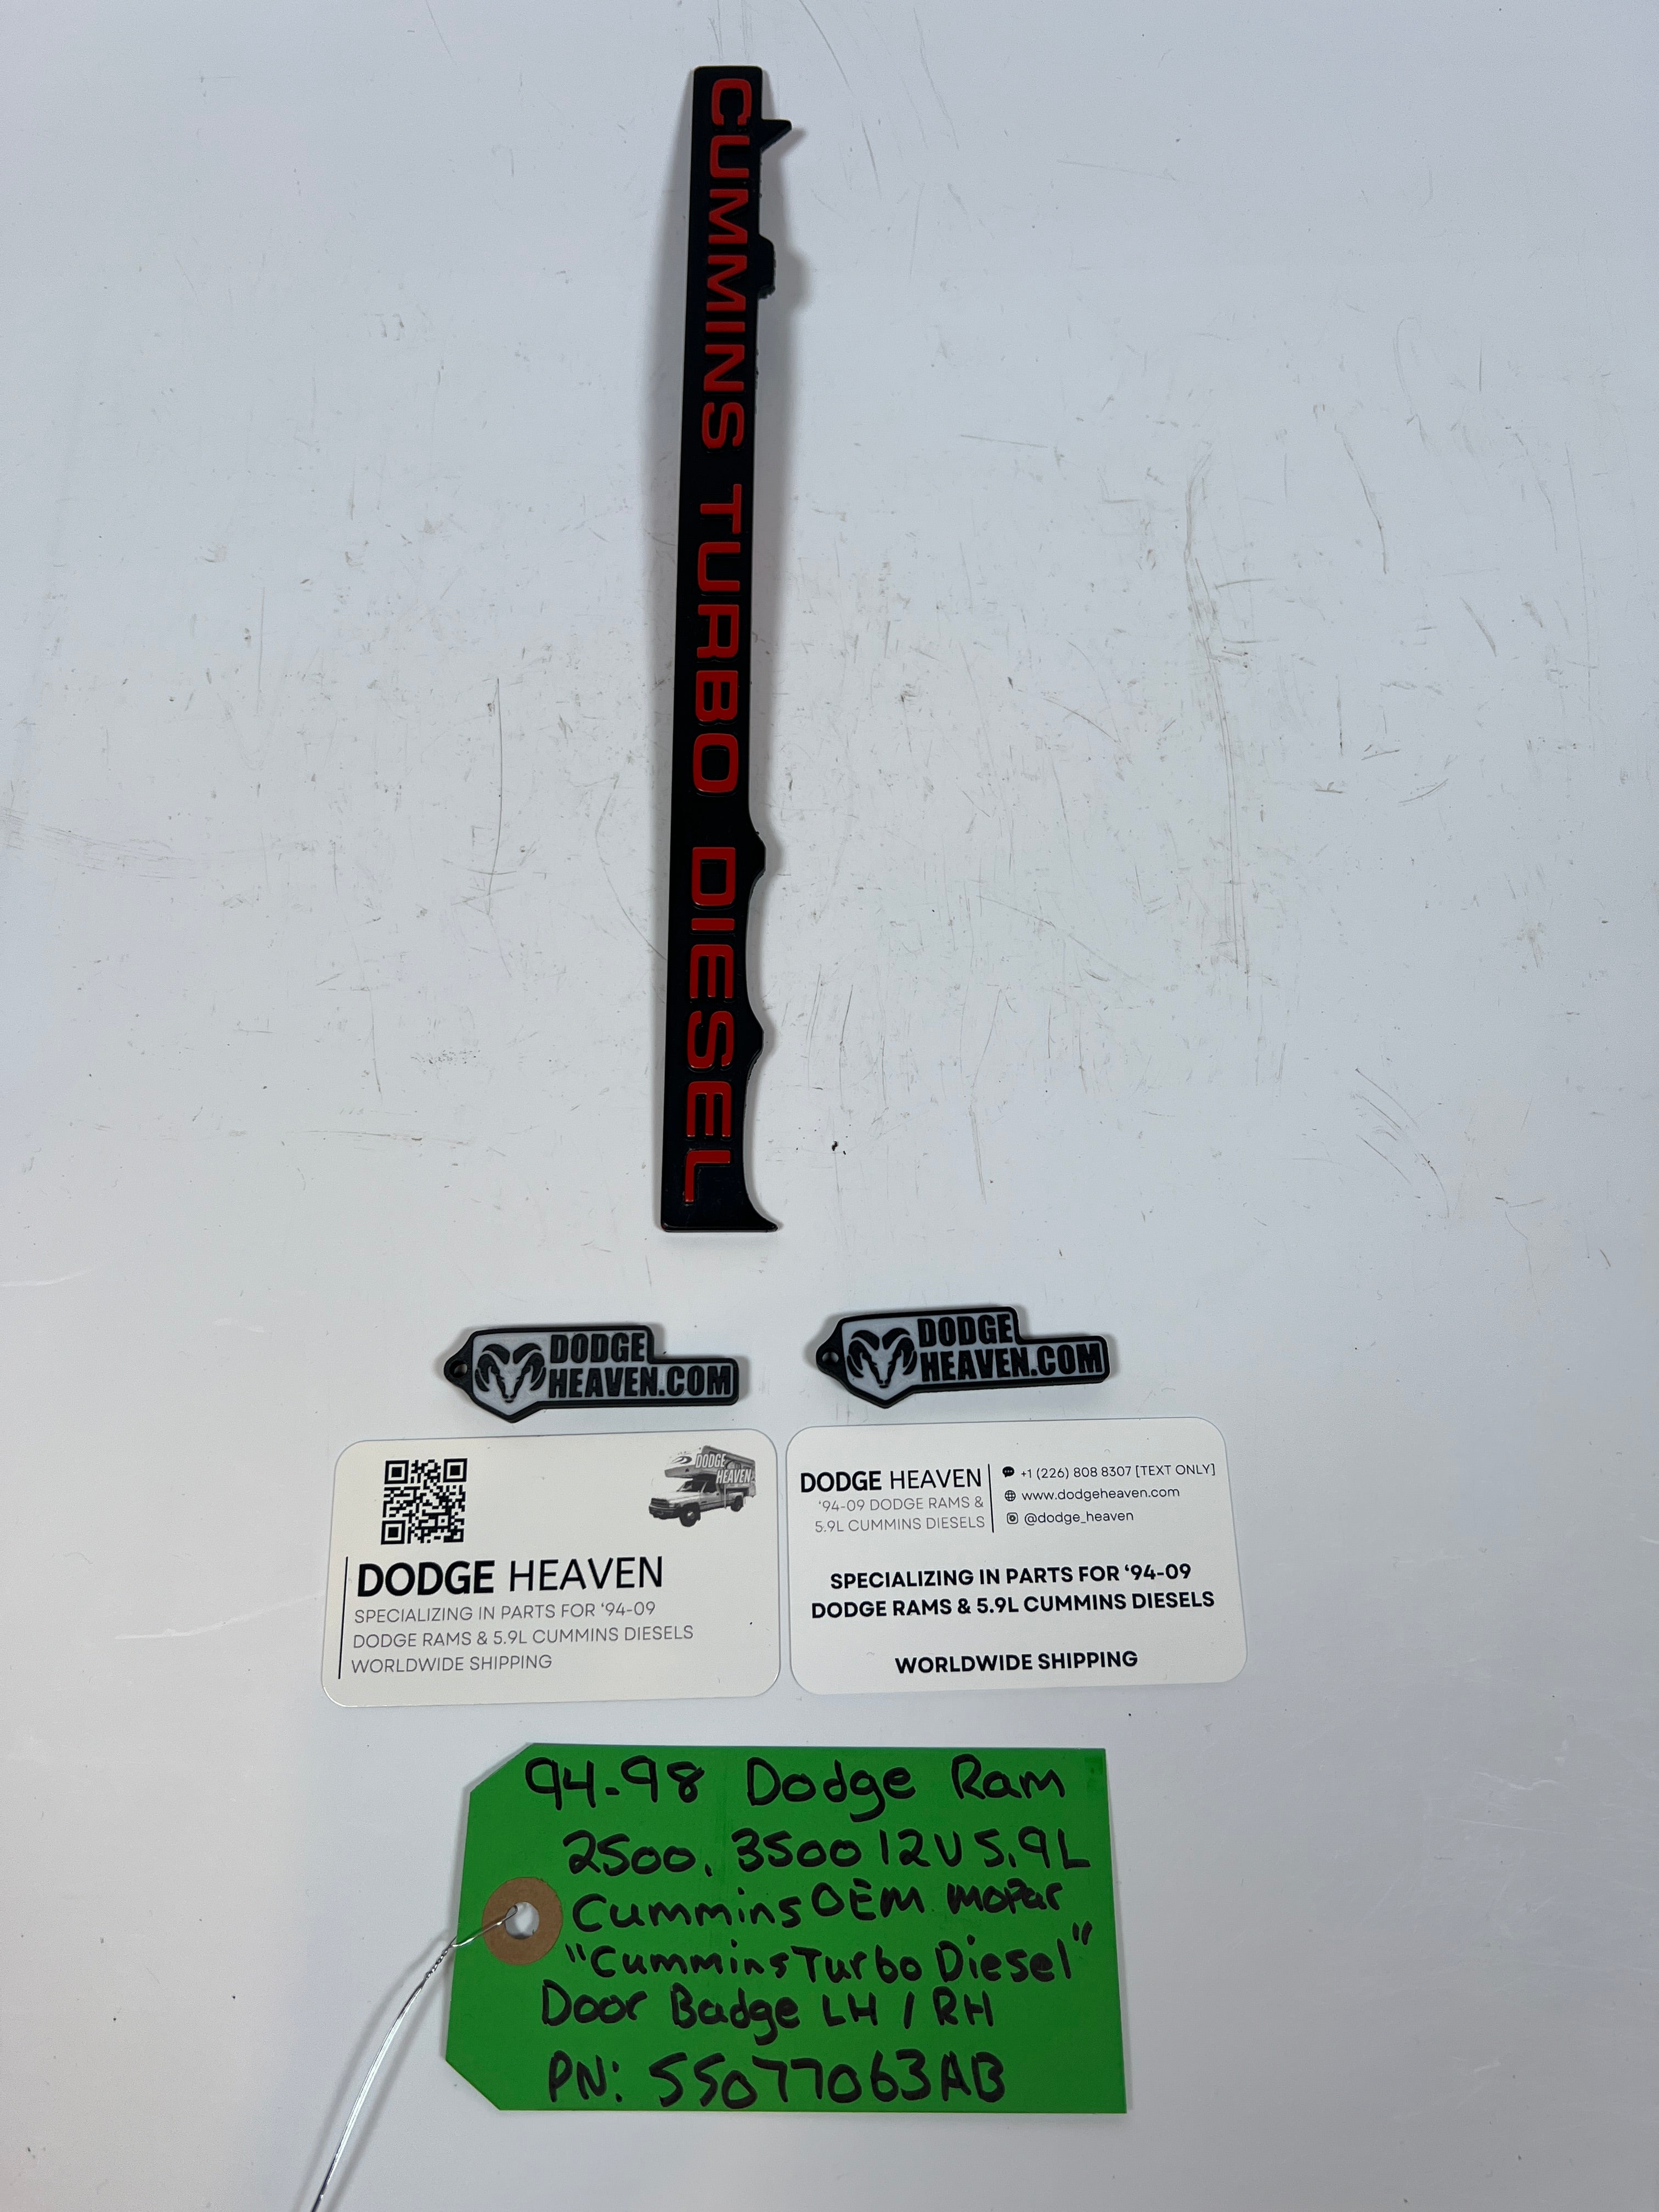 CUMMINS TURBO DIESEL
DODGE
HEAVEN.COM
DODGE
HEAVEN.COM
DODGE
HEAVEN
DODGE HEAVEN
SPECIALIZING IN PARTS FOR '94-09
DODGE RAMS & 5.9L CUMMINS DIESELS
WORLDWIDE SHIPPING
DODGE HEAVEN
'94-09 DODGE RAMS &
5.9L CUMMINS DIESELS
+1 (226) 808 8307 [TEXT ONLY]
www.dodgeheaven.com
@dodge_heaven
SPECIALIZING IN PARTS FOR '94-09
DODGE RAMS & 5.9L CUMMINS DIESELS
WORLDWIDE SHIPPING
94-98 Dodge Ram
2500, 3500 12V 5.9L
Cummins OEM mopar
"Cummins Turbo Diesel"
Door Badge LH / RH
PN: 55077063AB